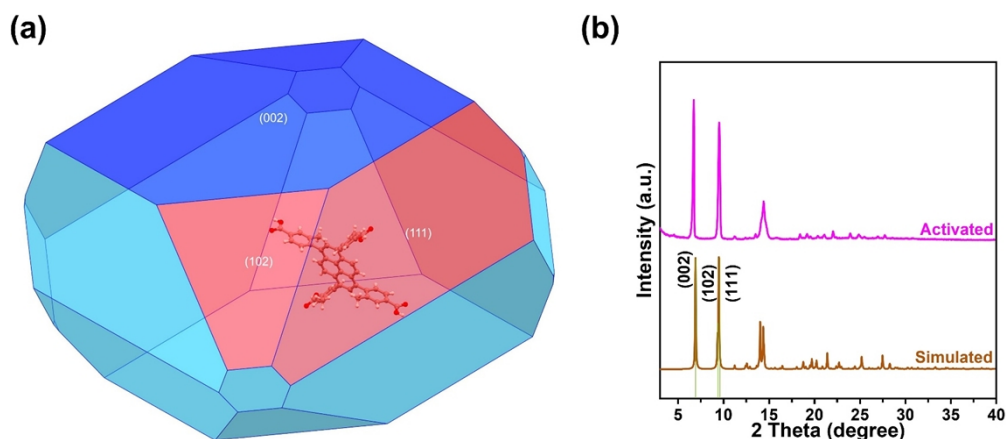 (a)
(002)
(111)
(102)
(b)
Intensity (a.u.)
Activated
(002)
(102)
(111)
Simulated
5 10 15 20 25 30 35 40
2 Theta (degree)